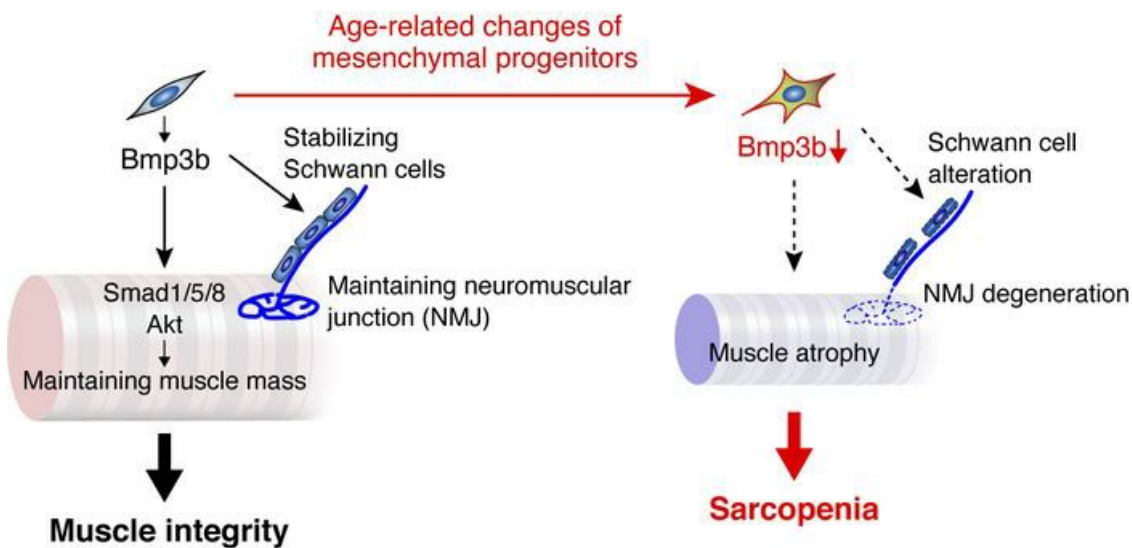 Age-related changes of
mesenchymal progenitors
Bmp3b
Stabilizing
Schwann cells
Smad1/5/8
Akt
Maintaining muscle mass
Maintaining neuromuscular
junction (NMJ)
Muscle integrity
Bmp3b
Schwann cell
alteration
NMJ degeneration
Muscle atrophy
Sarcopenia